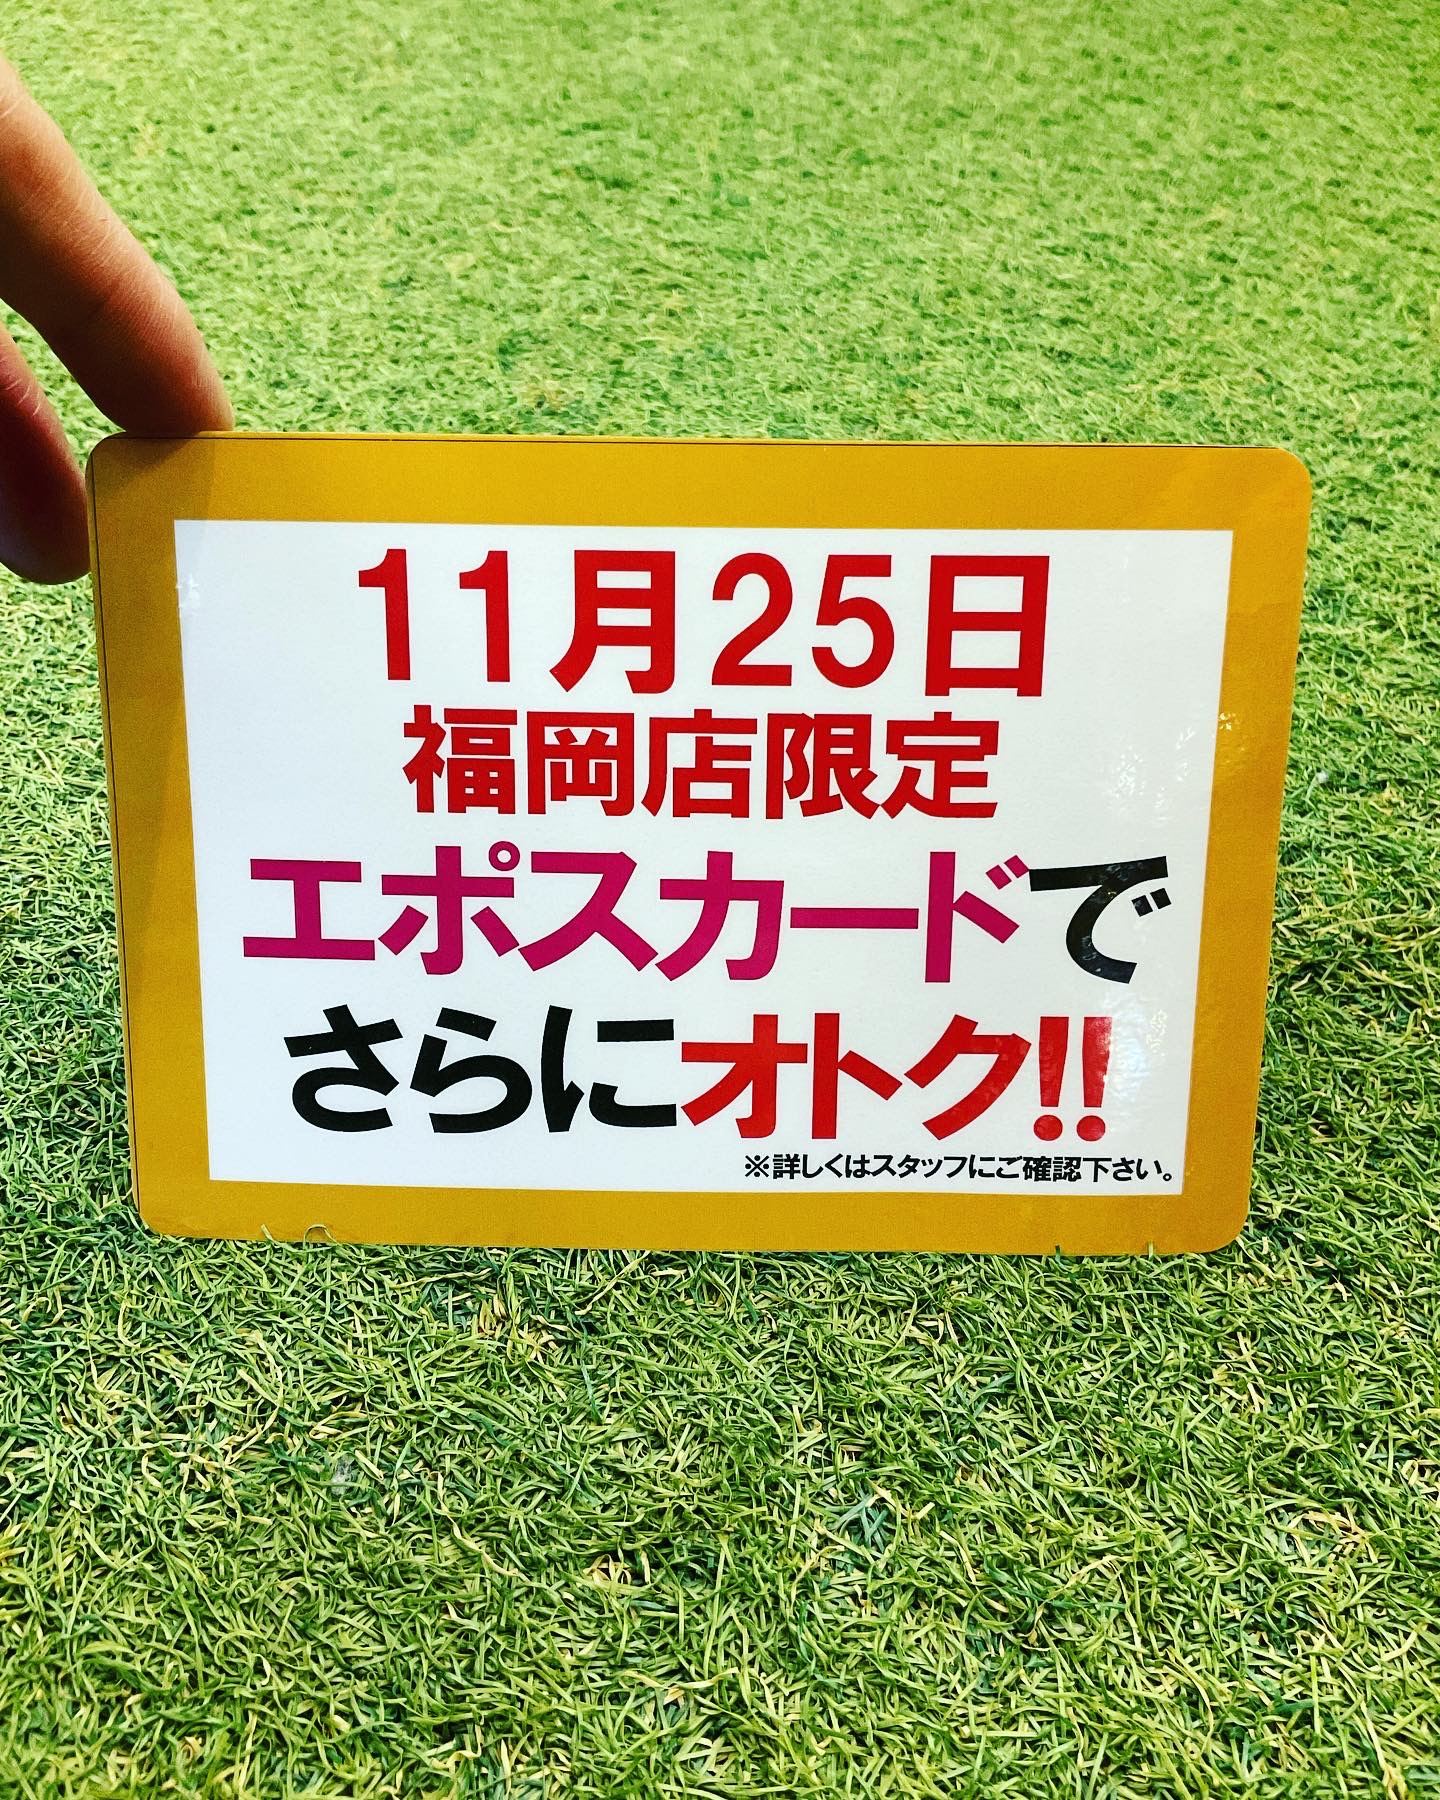 11月25日
福岡店限定
エポスカードで
さらにオトク!!
※詳しくはスタッフにご確認下さい。